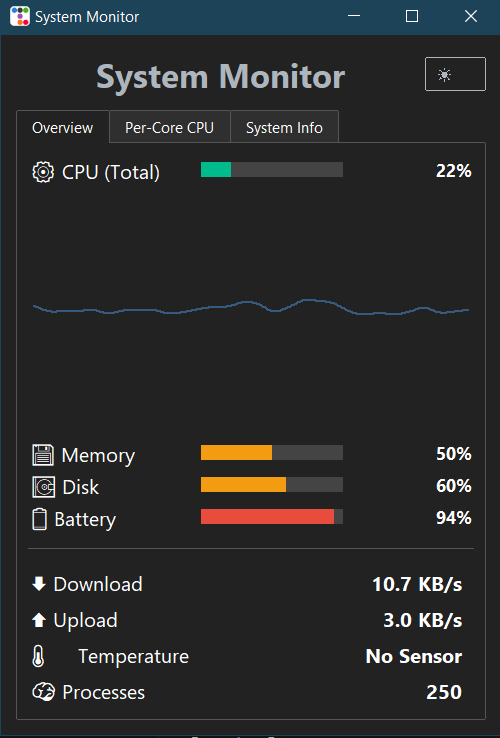 System Monitor
System Monitor
Overview Per-Core CPU System Info
CPU (Total) 22%
Memory 50%
Disk 60%
Battery 94%
Download 10.7 KB/s
Upload 3.0 KB/s
Temperature No Sensor
Processes 250